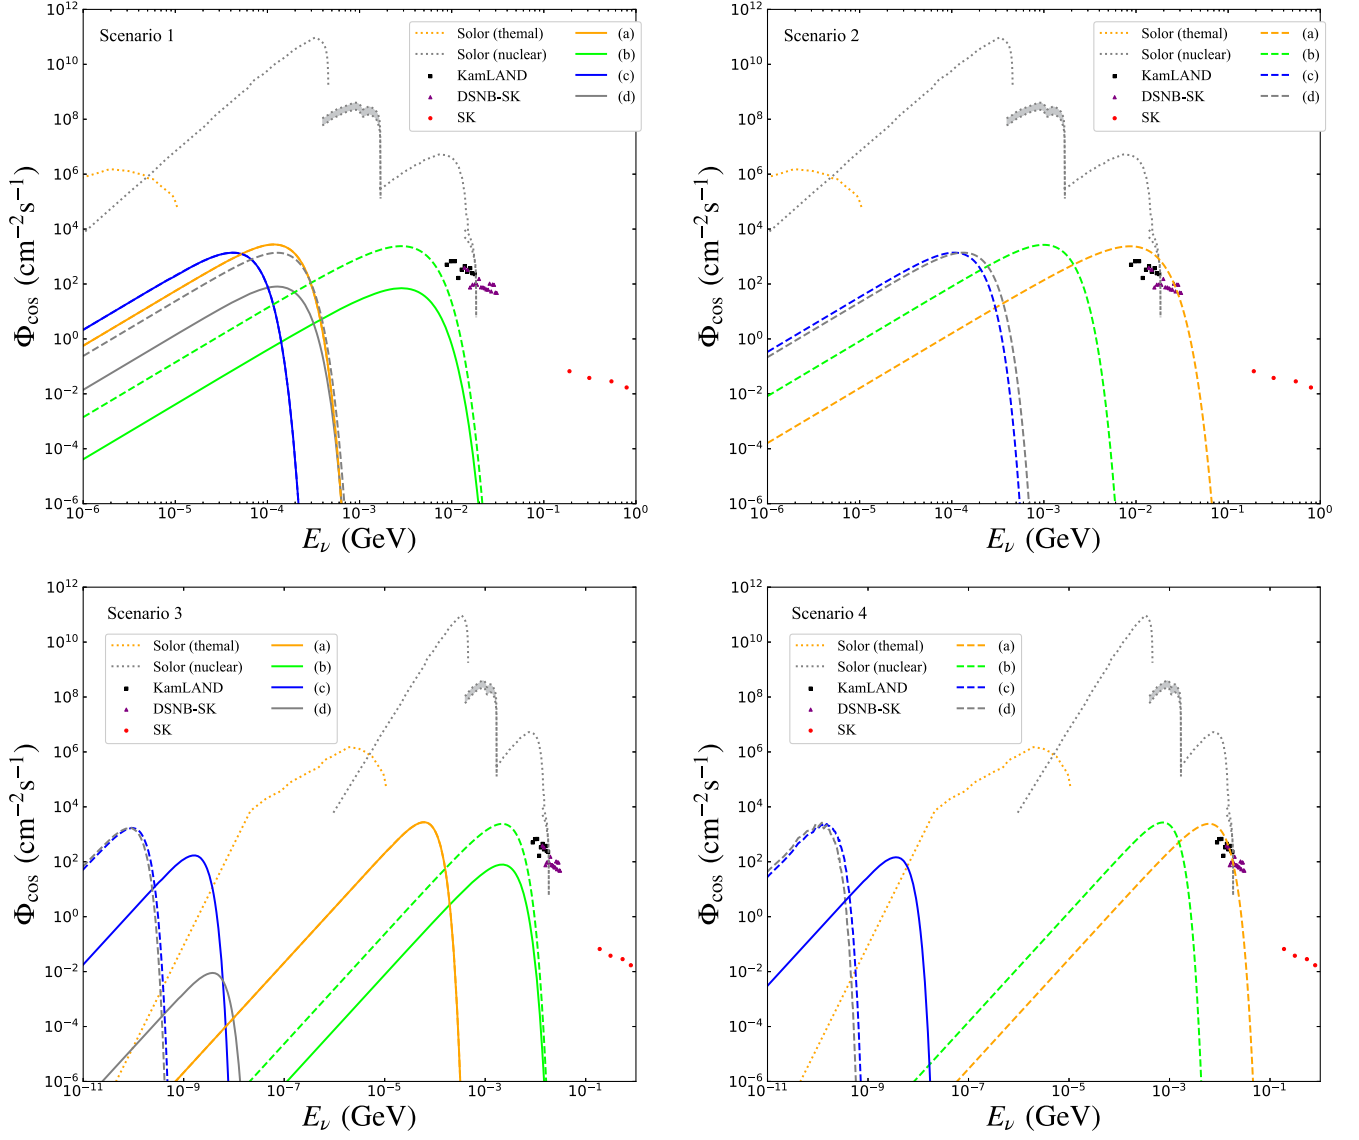 Scenario 1
Solor (themal)
Solor (nuclear)
KamLAND
DSNB-SK
SK
(a)
(b)
(c)
(d)
10^12
10^10
10^8
10^6
10^4
10^2
10^0
10^−2
10^−4
10^−6
Φ_cos (cm^−2s^−1)
10^−6 10^−5 10^−4 10^−3 10^−2 10^−1 10^0
E_ν (GeV)
Scenario 2
Solor (themal)
Solor (nuclear)
KamLAND
DSNB-SK
SK
(a)
(b)
(c)
(d)
10^12
10^10
10^8
10^6
10^4
10^2
10^0
10^−2
10^−4
10^−6
Φ_cos (cm^−2s^−1)
10^−6 10^−5 10^−4 10^−3 10^−2 10^−1 10^0
E_ν (GeV)
Scenario 3
Solor (themal)
Solor (nuclear)
KamLAND
DSNB-SK
SK
(a)
(b)
(c)
(d)
10^12
10^10
10^8
10^6
10^4
10^2
10^0
10^−2
10^−4
10^−6
Φ_cos (cm^−2s^−1)
10^−11 10^−9 10^−7 10^−5 10^−3 10^−1
E_ν (GeV)
Scenario 4
Solor (themal)
Solor (nuclear)
KamLAND
DSNB-SK
SK
(a)
(b)
(c)
(d)
10^12
10^10
10^8
10^6
10^4
10^2
10^0
10^−2
10^−4
10^−6
Φ_cos (cm^−2s^−1)
10^−11 10^−9 10^−7 10^−5 10^−3 10^−1
E_ν (GeV)